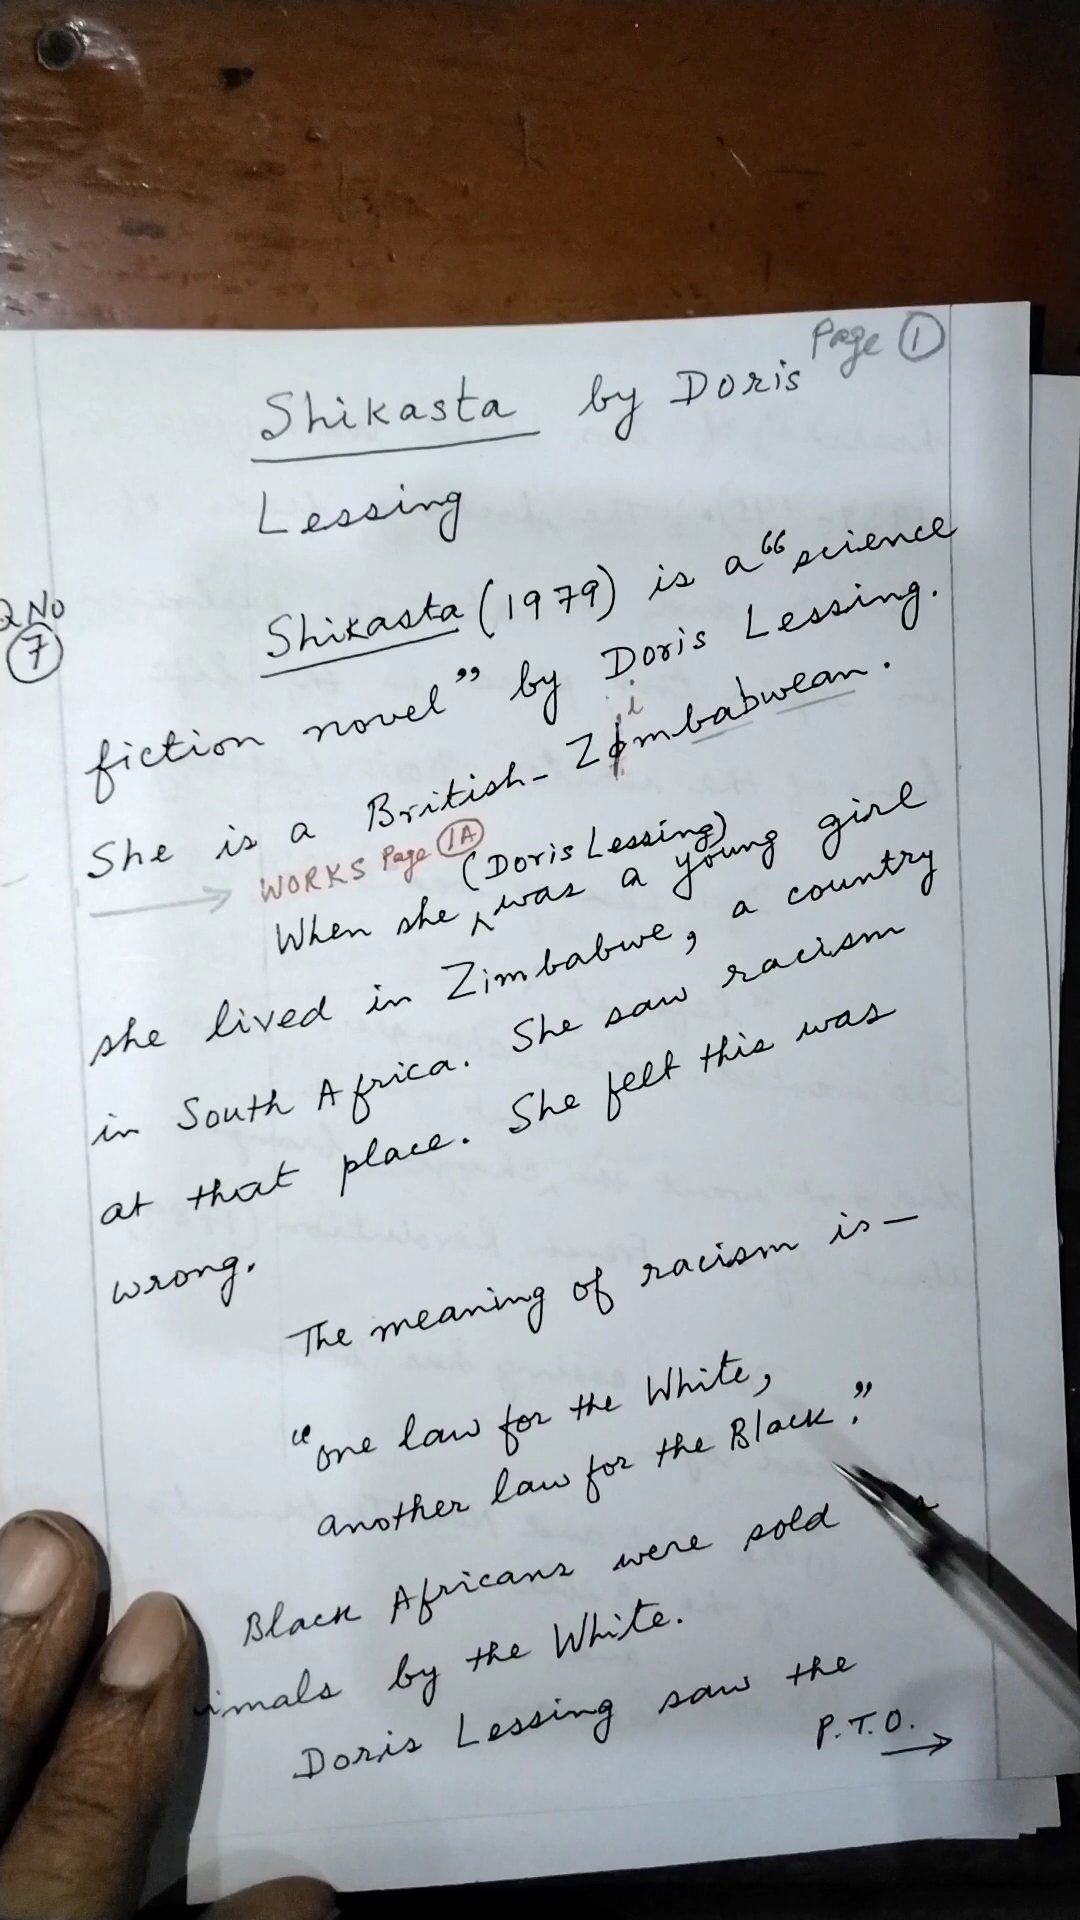 Page 1
Shikasta by Doris
Lessing
Q No 7
Shikasta (1979) is a "science
fiction novel" by Doris Lessing.
She is a British-Zimbabwean.
WORKS Page 1A
(Doris Lessing)
When she ^ was a young girl
she lived in Zimbabwe, a country
in South Africa. She saw racism
at that place. She felt this was
wrong.
The meaning of racism is —
"one law for the White,
another law for the Black."
Black Africans were sold
imals by the White.
Doris Lessing saw the
P.T.O. →